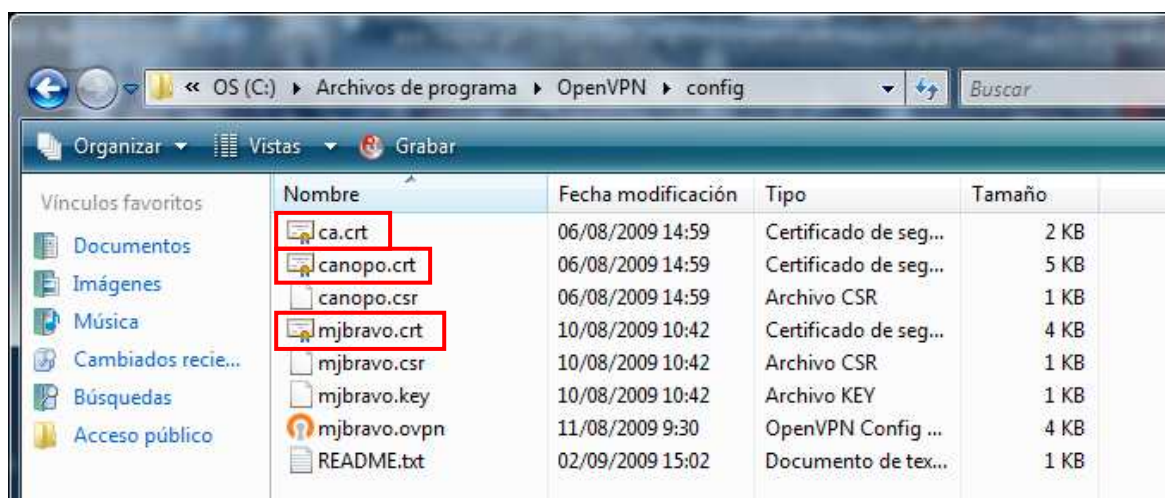 « OS (C:) Archivos de programa OpenVPN config Buscar
Organizar Vistas Grabar
Vínculos favoritos
Documentos
Imágenes
Música
Cambiados recie...
Búsquedas
Acceso público
Nombre Fecha modificación Tipo Tamaño
ca.crt 06/08/2009 14:59 Certificado de seg... 2 KB
canopo.crt 06/08/2009 14:59 Certificado de seg... 5 KB
canopo.csr 06/08/2009 14:59 Archivo CSR 1 KB
mjbravo.crt 10/08/2009 10:42 Certificado de seg... 4 KB
mjbravo.csr 10/08/2009 10:42 Archivo CSR 1 KB
mjbravo.key 10/08/2009 10:42 Archivo KEY 1 KB
mjbravo.ovpn 11/08/2009 9:30 OpenVPN Config ... 4 KB
README.txt 02/09/2009 15:02 Documento de tex... 1 KB